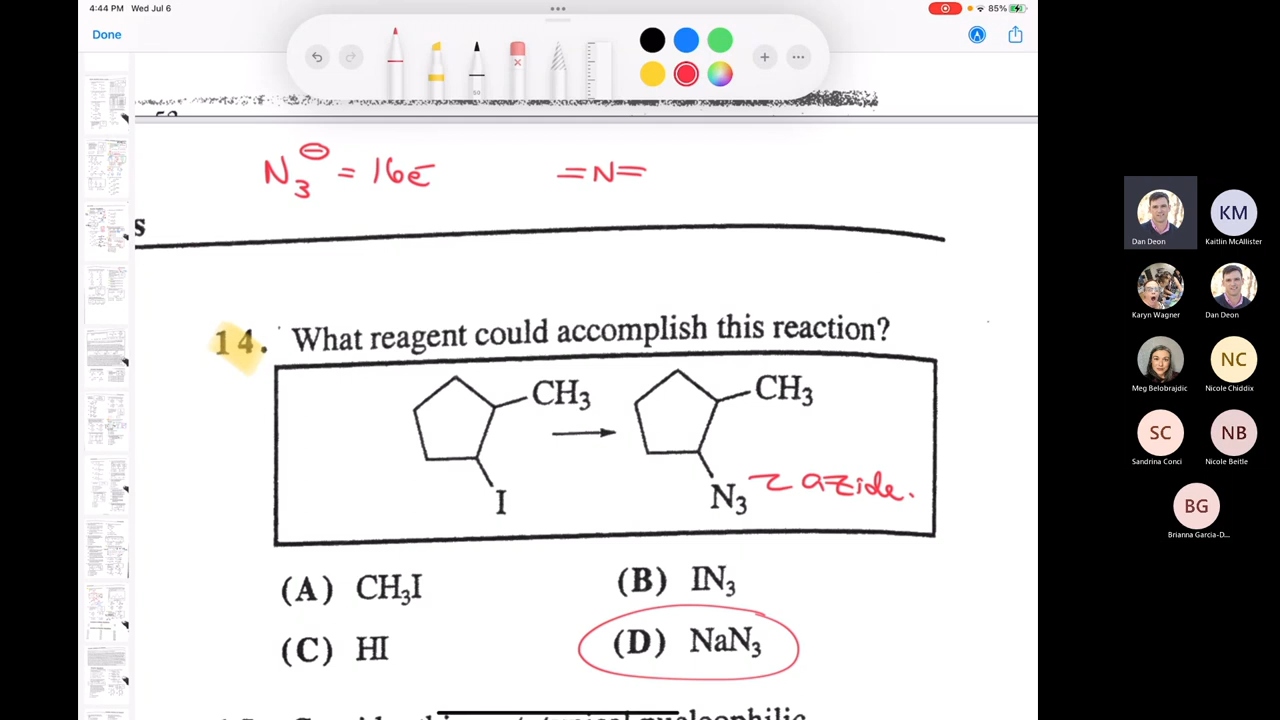 4:44 PM Wed Jul 6
85%
Done
50
N3⊖ = 16e̅
=N=
s
14. What reagent could accomplish this reaction?
CH3
CH3
I
N3
azide.
(A) CH3I
(B) IN3
(C) HI
(D) NaN3
Dan Deon
KM
Kaitlin McAllister
Karyn Wagner
Dan Deon
Meg Belobrajdic
NC
Nicole Chiddix
SC
Sandrina Conci
NB
Nicole Beitle
BG
Brianna Garcia-D...